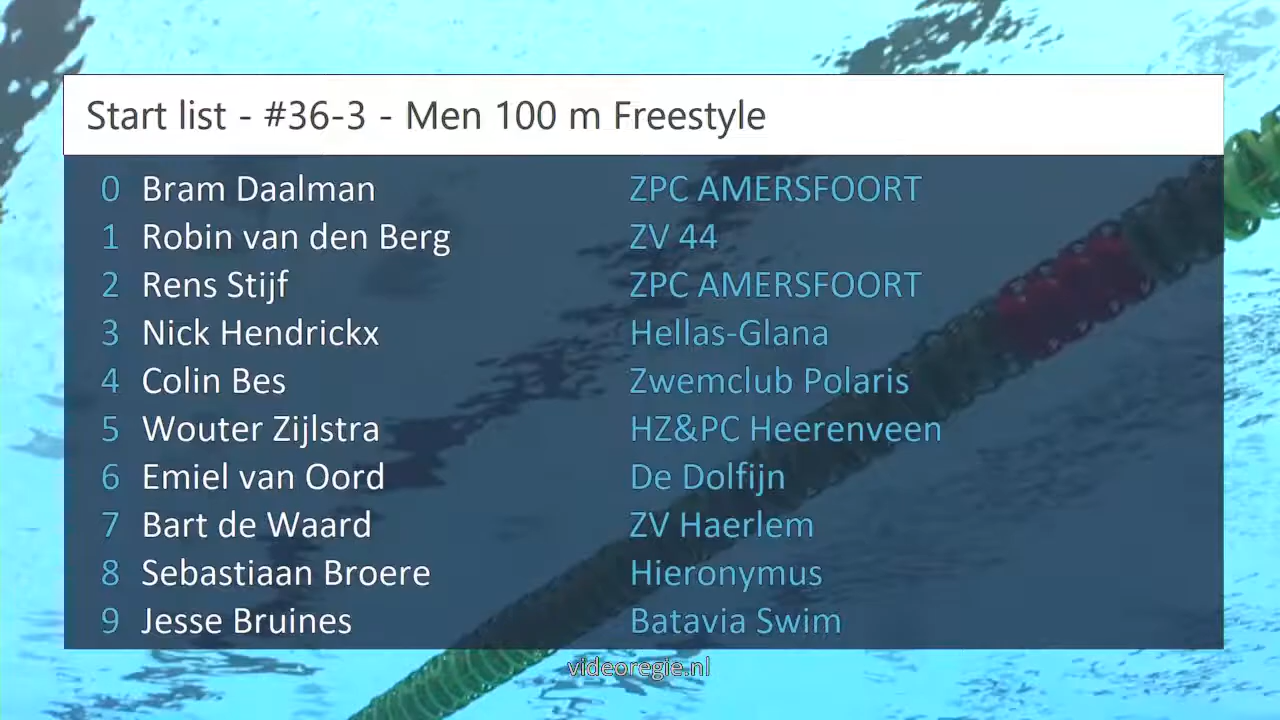 Start list - #36-3 - Men 100 m Freestyle
0 Bram Daalman ZPC AMERSFOORT
1 Robin van den Berg ZV 44
2 Rens Stijf ZPC AMERSFOORT
3 Nick Hendrickx Hellas-Glana
4 Colin Bes Zwemclub Polaris
5 Wouter Zijlstra HZ&PC Heerenveen
6 Emiel van Oord De Dolfijn
7 Bart de Waard ZV Haerlem
8 Sebastiaan Broere Hieronymus
9 Jesse Bruines Batavia Swim
videoregie.nl